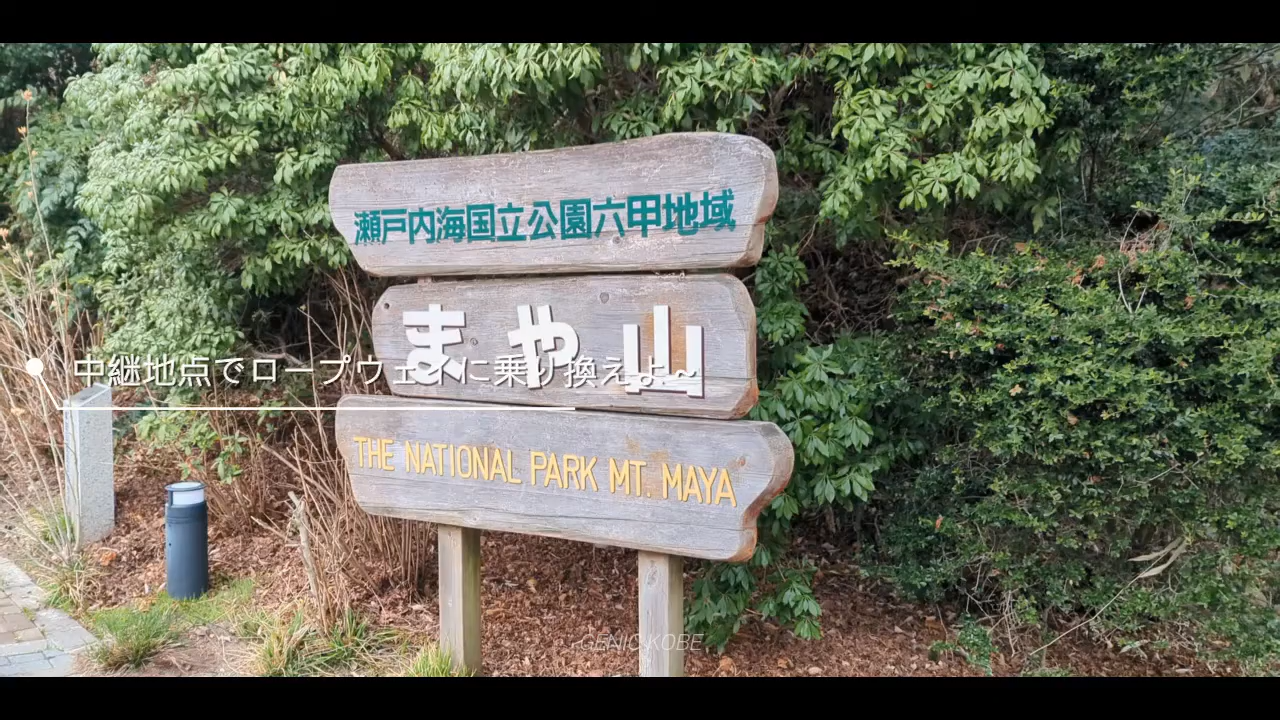 瀬戸内海国立公園六甲地域
まや山
中継地点でロープウェイに乗り換えよ~
THE NATIONAL PARK MT. MAYA
GENIC KOBE